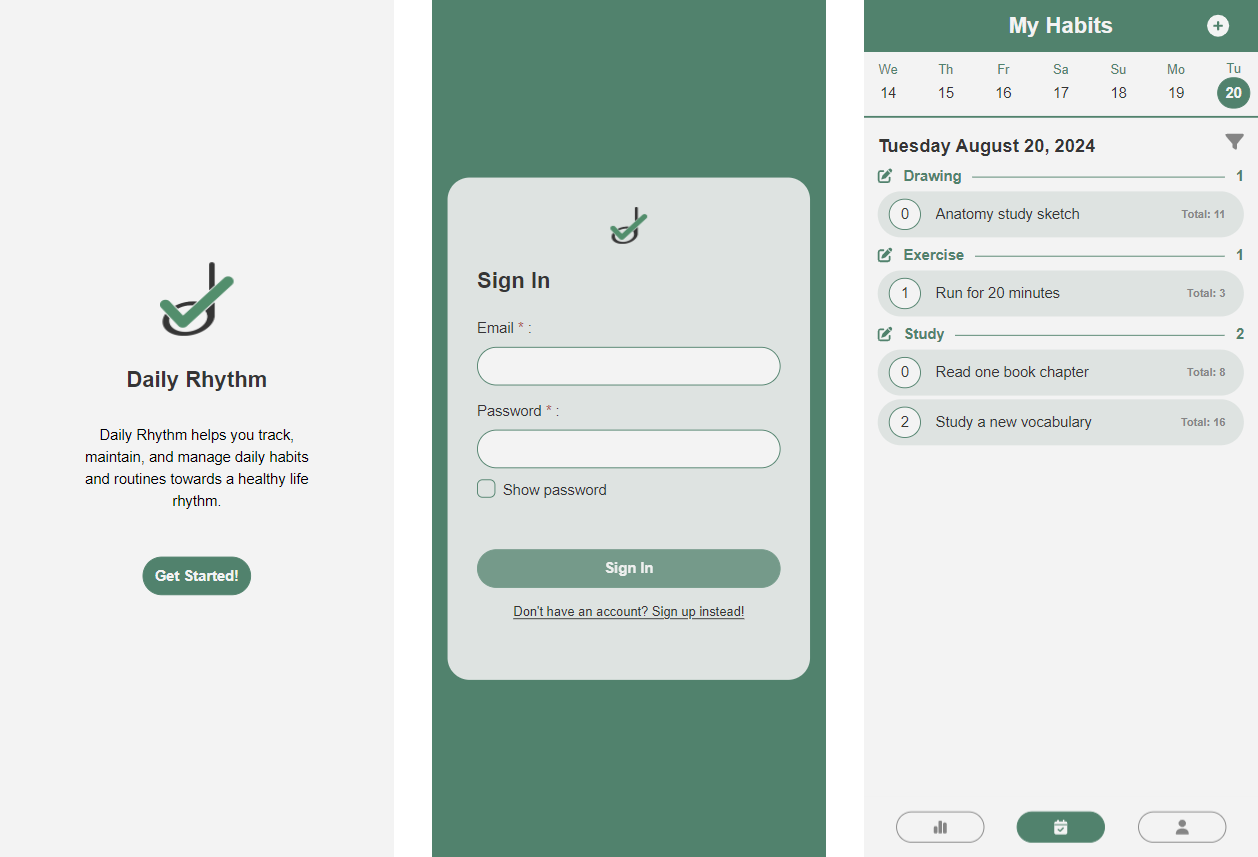 Daily Rhythm
Daily Rhythm helps you track,
maintain, and manage daily habits
and routines towards a healthy life
rhythm.
Get Started!
Sign In
Email * :
Password * :
Show password
Sign In
Don't have an account? Sign up instead!
My Habits
We Th Fr Sa Su Mo Tu
14 15 16 17 18 19 20
Tuesday August 20, 2024
Drawing 1
0 Anatomy study sketch Total: 11
Exercise 1
1 Run for 20 minutes Total: 3
Study 2
0 Read one book chapter Total: 8
2 Study a new vocabulary Total: 16